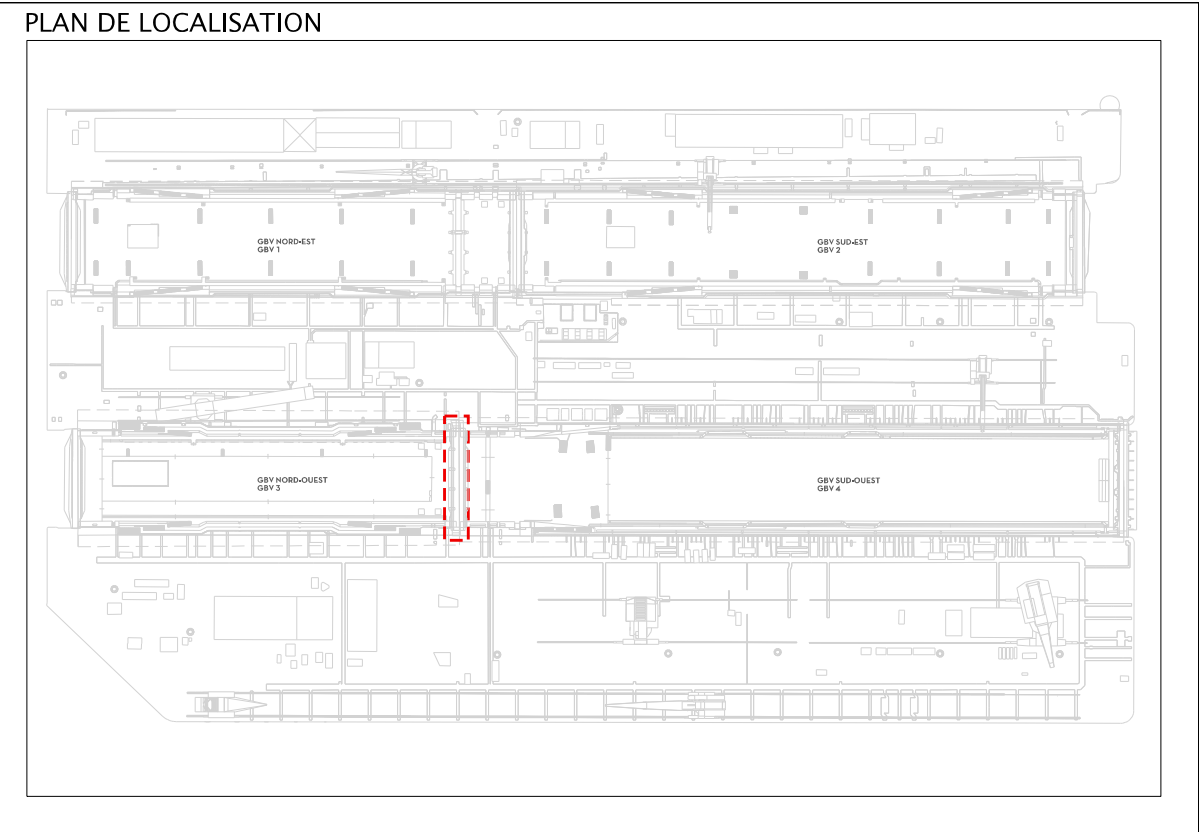 PLAN DE LOCALISATION
GBV NORD-EST
GBV 1
GBV SUD-EST
GBV 2
GBV NORD-OUEST
GBV 3
GBV SUD-OUEST
GBV 4